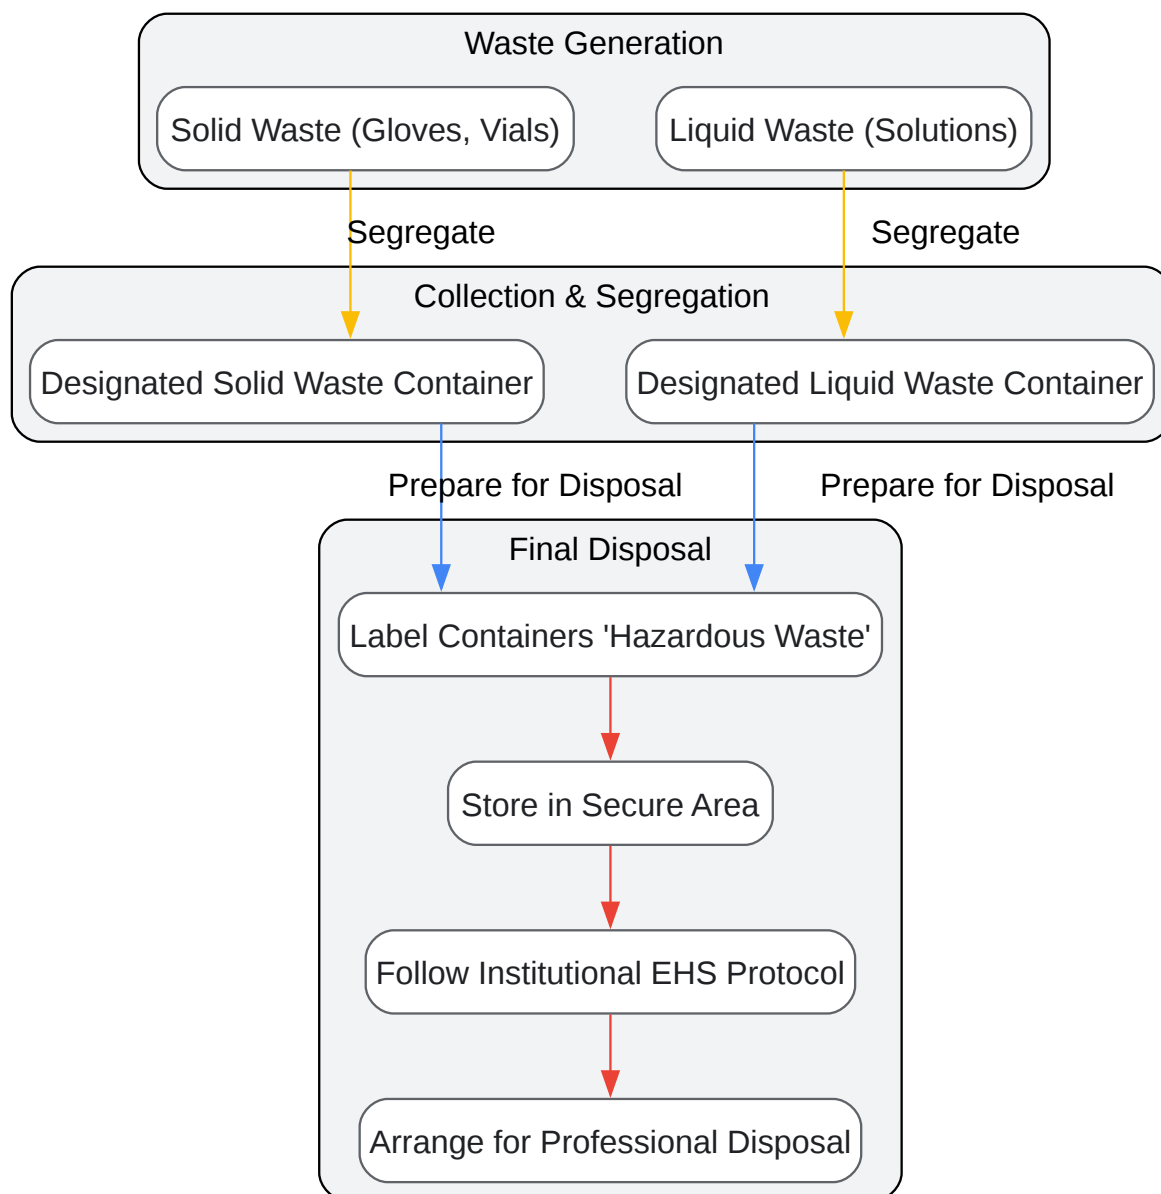 Waste Generation
Solid Waste (Gloves, Vials)
Liquid Waste (Solutions)
Segregate
Segregate
Collection & Segregation
Designated Solid Waste Container
Designated Liquid Waste Container
Prepare for Disposal
Prepare for Disposal
Final Disposal
Label Containers 'Hazardous Waste'
Store in Secure Area
Follow Institutional EHS Protocol
Arrange for Professional Disposal